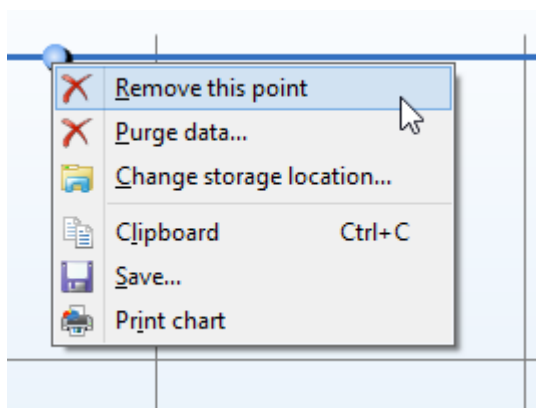 Remove this point
Purge data...
Change storage location...
Clipboard Ctrl+C
Save...
Print chart